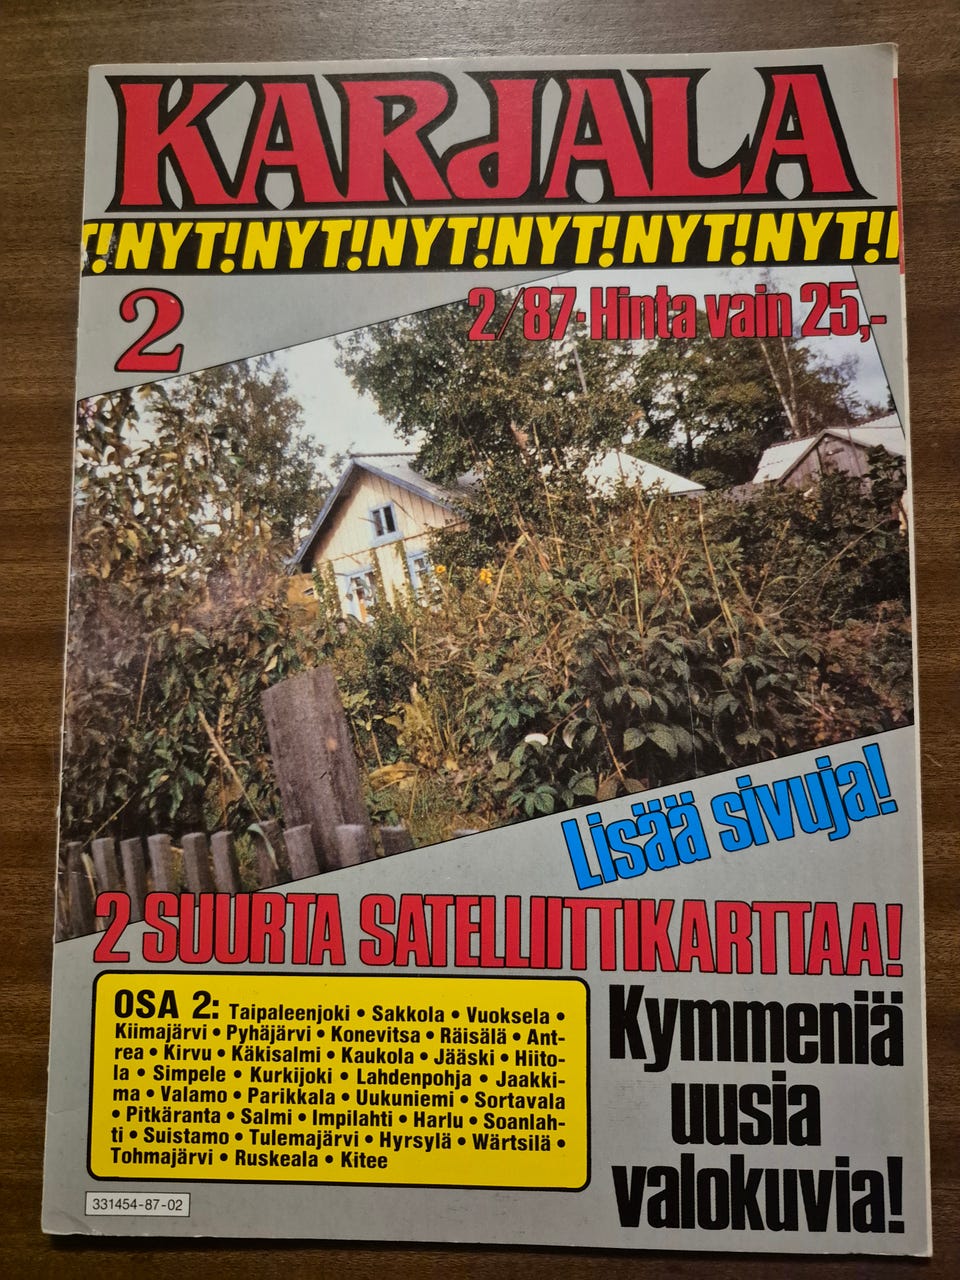 KARJALA
!NYT!NYT!NYT!NYT!NYT!NYT!
2
2/87·Hinta vain 25,-
Lisää sivuja!
2 SUURTA SATELLIITTIKARTTAA!
OSA 2: Taipaleenjoki • Sakkola • Vuoksela •
Kiimajärvi • Pyhäjärvi • Konevitsa • Räisälä • Ant-
rea • Kirvu • Käkisalmi • Kaukola • Jääski • Hiito-
la • Simpele • Kurkijoki • Lahdenpohja • Jaakki-
ma • Valamo • Parikkala • Uukuniemi • Sortavala
• Pitkäranta • Salmi • Impilahti • Harlu • Soanlah-
ti • Suistamo • Tulemajärvi • Hyrsylä • Wärtsilä •
Tohmajärvi • Ruskeala • Kitee
Kymmeniä
uusia
valokuvia!
331454-87-02